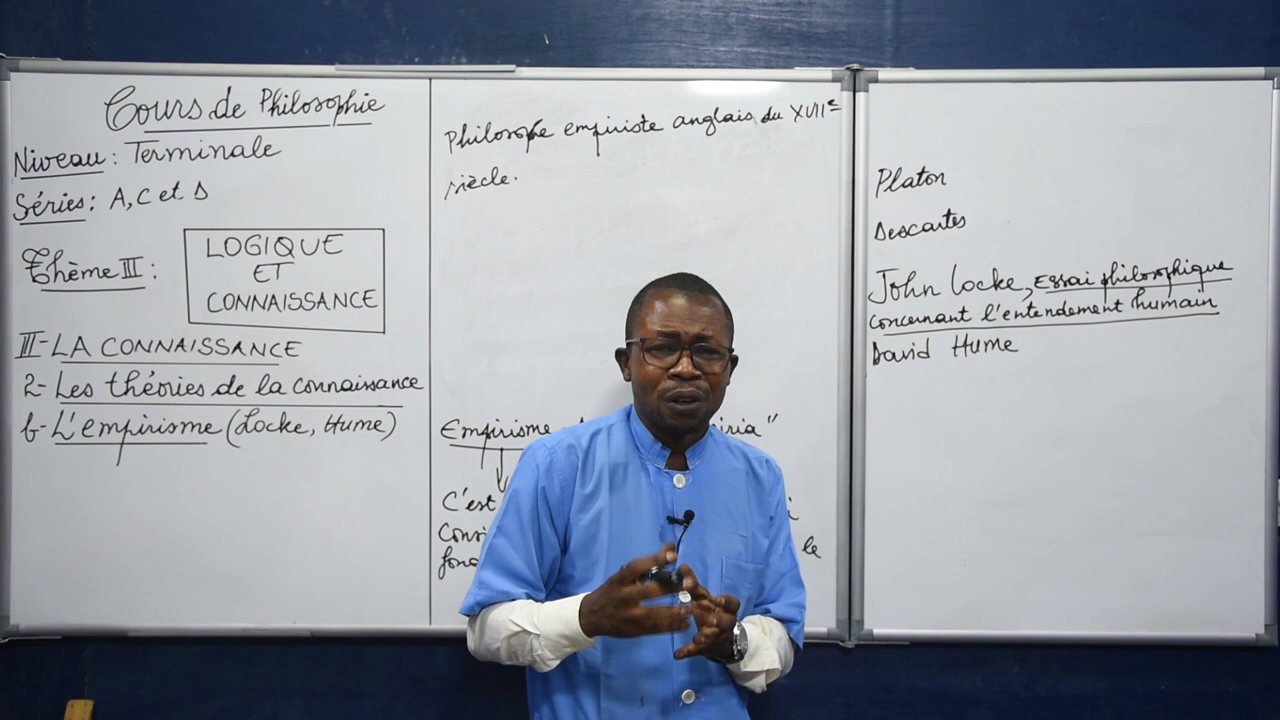 Cours de Philosophie
Niveau : Terminale
Séries : A, C et D
Thème III :
LOGIQUE
ET
CONNAISSANCE
II- LA CONNAISSANCE
2- Les théories de la connaissance
b- L'empirisme (Locke, Hume)
Philosophe empiriste anglais du XVIIe
siècle.
Empirisme
C'est
le
Platon
Descartes
John Locke, Essai philosophique
concernant l'entendement humain
David Hume